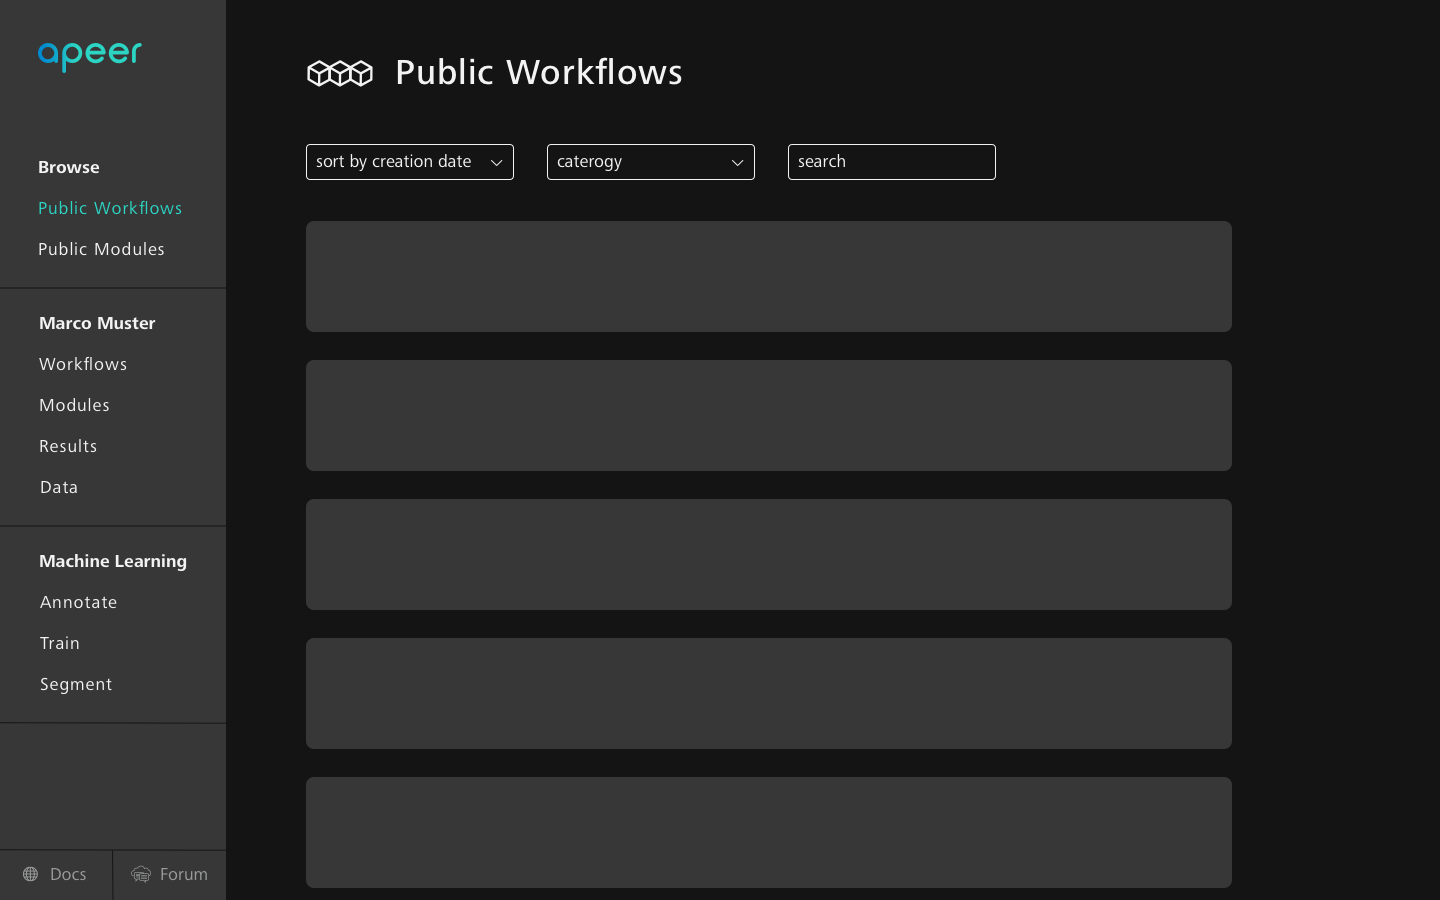 apeer
Browse
Public Workflows
Public Modules
Marco Muster
Workflows
Modules
Results
Data
Machine Learning
Annotate
Train
Segment
Docs
Forum
Public Workflows
sort by creation date
caterogy
search